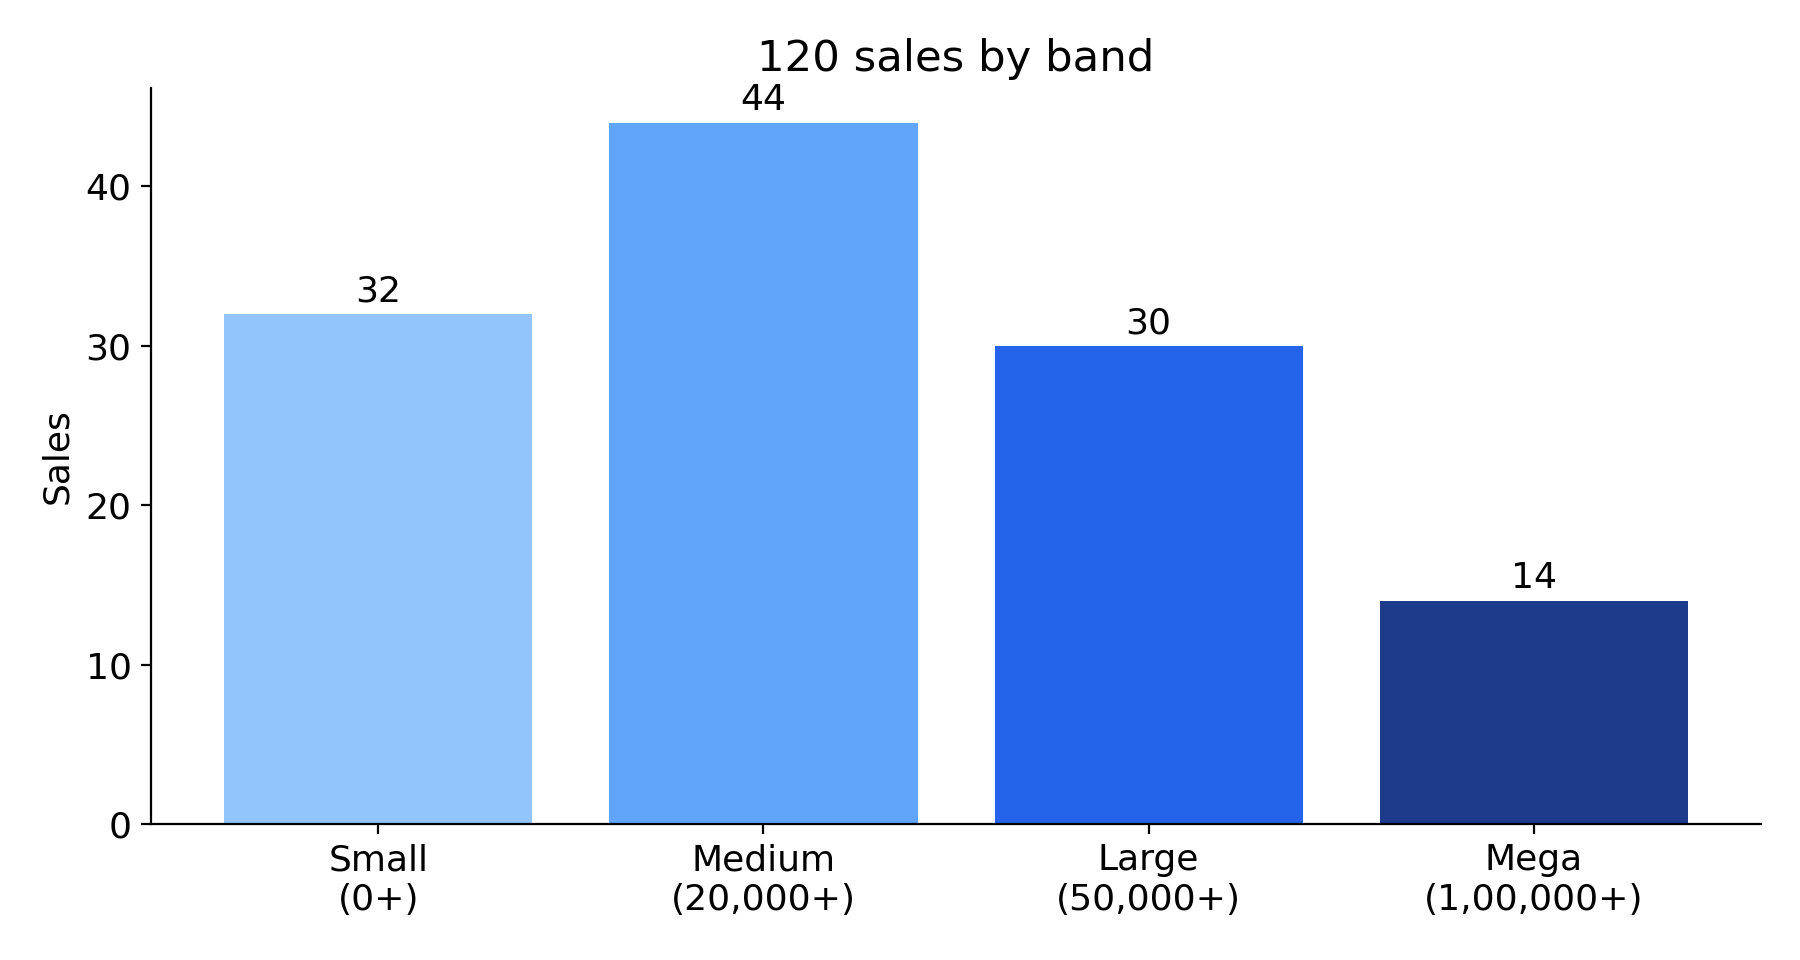 120 sales by band
44
40
32
30
30
Sales
20
14
10
0
Small
(0+)
Medium
(20,000+)
Large
(50,000+)
Mega
(1,00,000+)